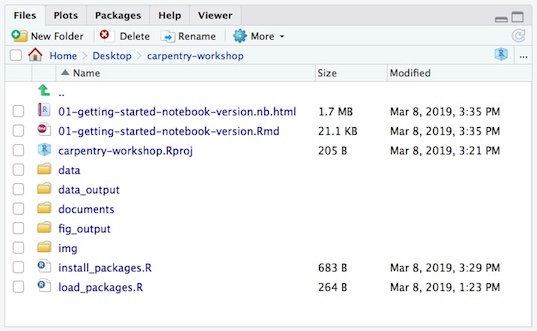 Files Plots Packages Help Viewer
New Folder Delete Rename More
Home Desktop carpentry-workshop ...
Name Size Modified
..
01-getting-started-notebook-version.nb.html 1.7 MB Mar 8, 2019, 3:35 PM
01-getting-started-notebook-version.Rmd 21.1 KB Mar 8, 2019, 3:35 PM
carpentry-workshop.Rproj 205 B Mar 8, 2019, 3:21 PM
data
data_output
documents
fig_output
img
install_packages.R 683 B Mar 8, 2019, 3:29 PM
load_packages.R 264 B Mar 8, 2019, 1:23 PM